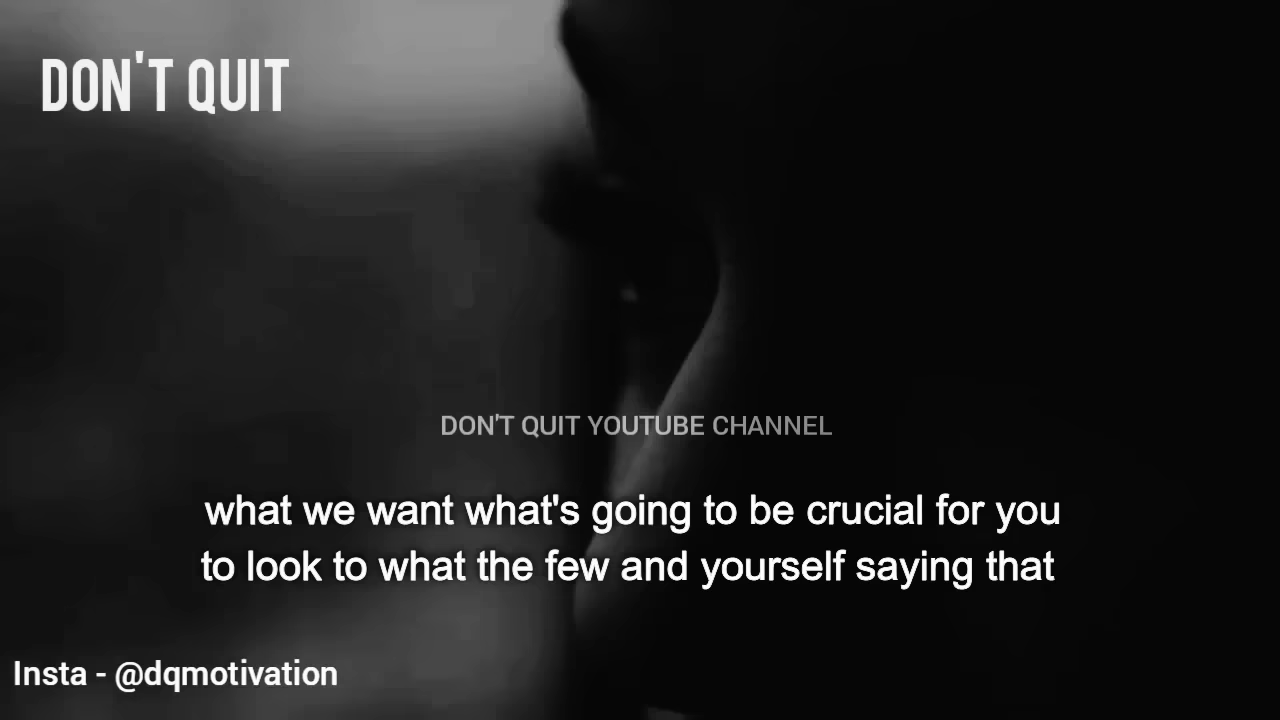 DON'T QUIT
DON'T QUIT YOUTUBE CHANNEL
what we want what's going to be crucial for you
to look to what the few and yourself saying that
Insta - @dqmotivation